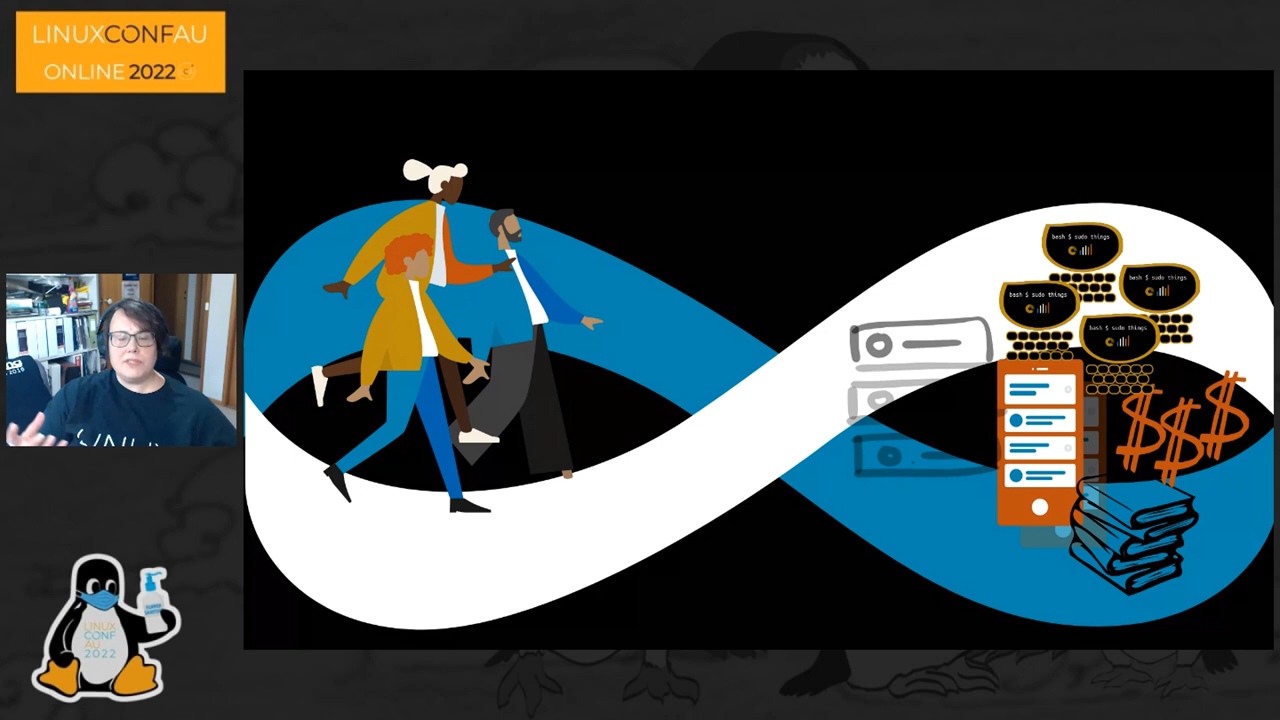 LINUXCONFAU
ONLINE 2022
bash $ sudo things
bash $ sudo things
bash $ sudo things
bash $ sudo things
$$$
LINUX
CONF
AU
2022